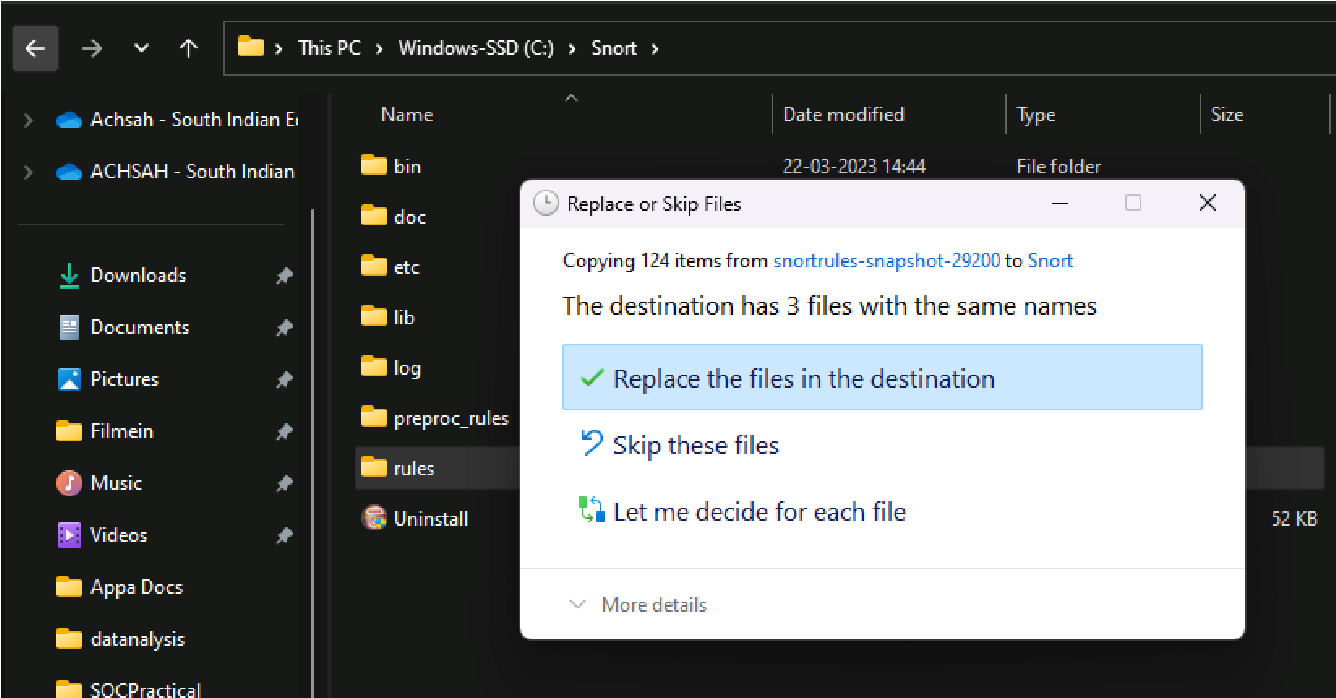 This PC > Windows-SSD (C:) > Snort >
Achsah - South Indian E
ACHSAH - South Indian
Downloads
Documents
Pictures
Filmein
Music
Videos
Appa Docs
datanalysis
SOCPractical
Name Date modified Type Size
bin 22-03-2023 14:44 File folder
doc
etc
lib
log
preproc_rules
rules
Uninstall 52 KB
Replace or Skip Files
Copying 124 items from snortrules-snapshot-29200 to Snort
The destination has 3 files with the same names
Replace the files in the destination
Skip these files
Let me decide for each file
More details